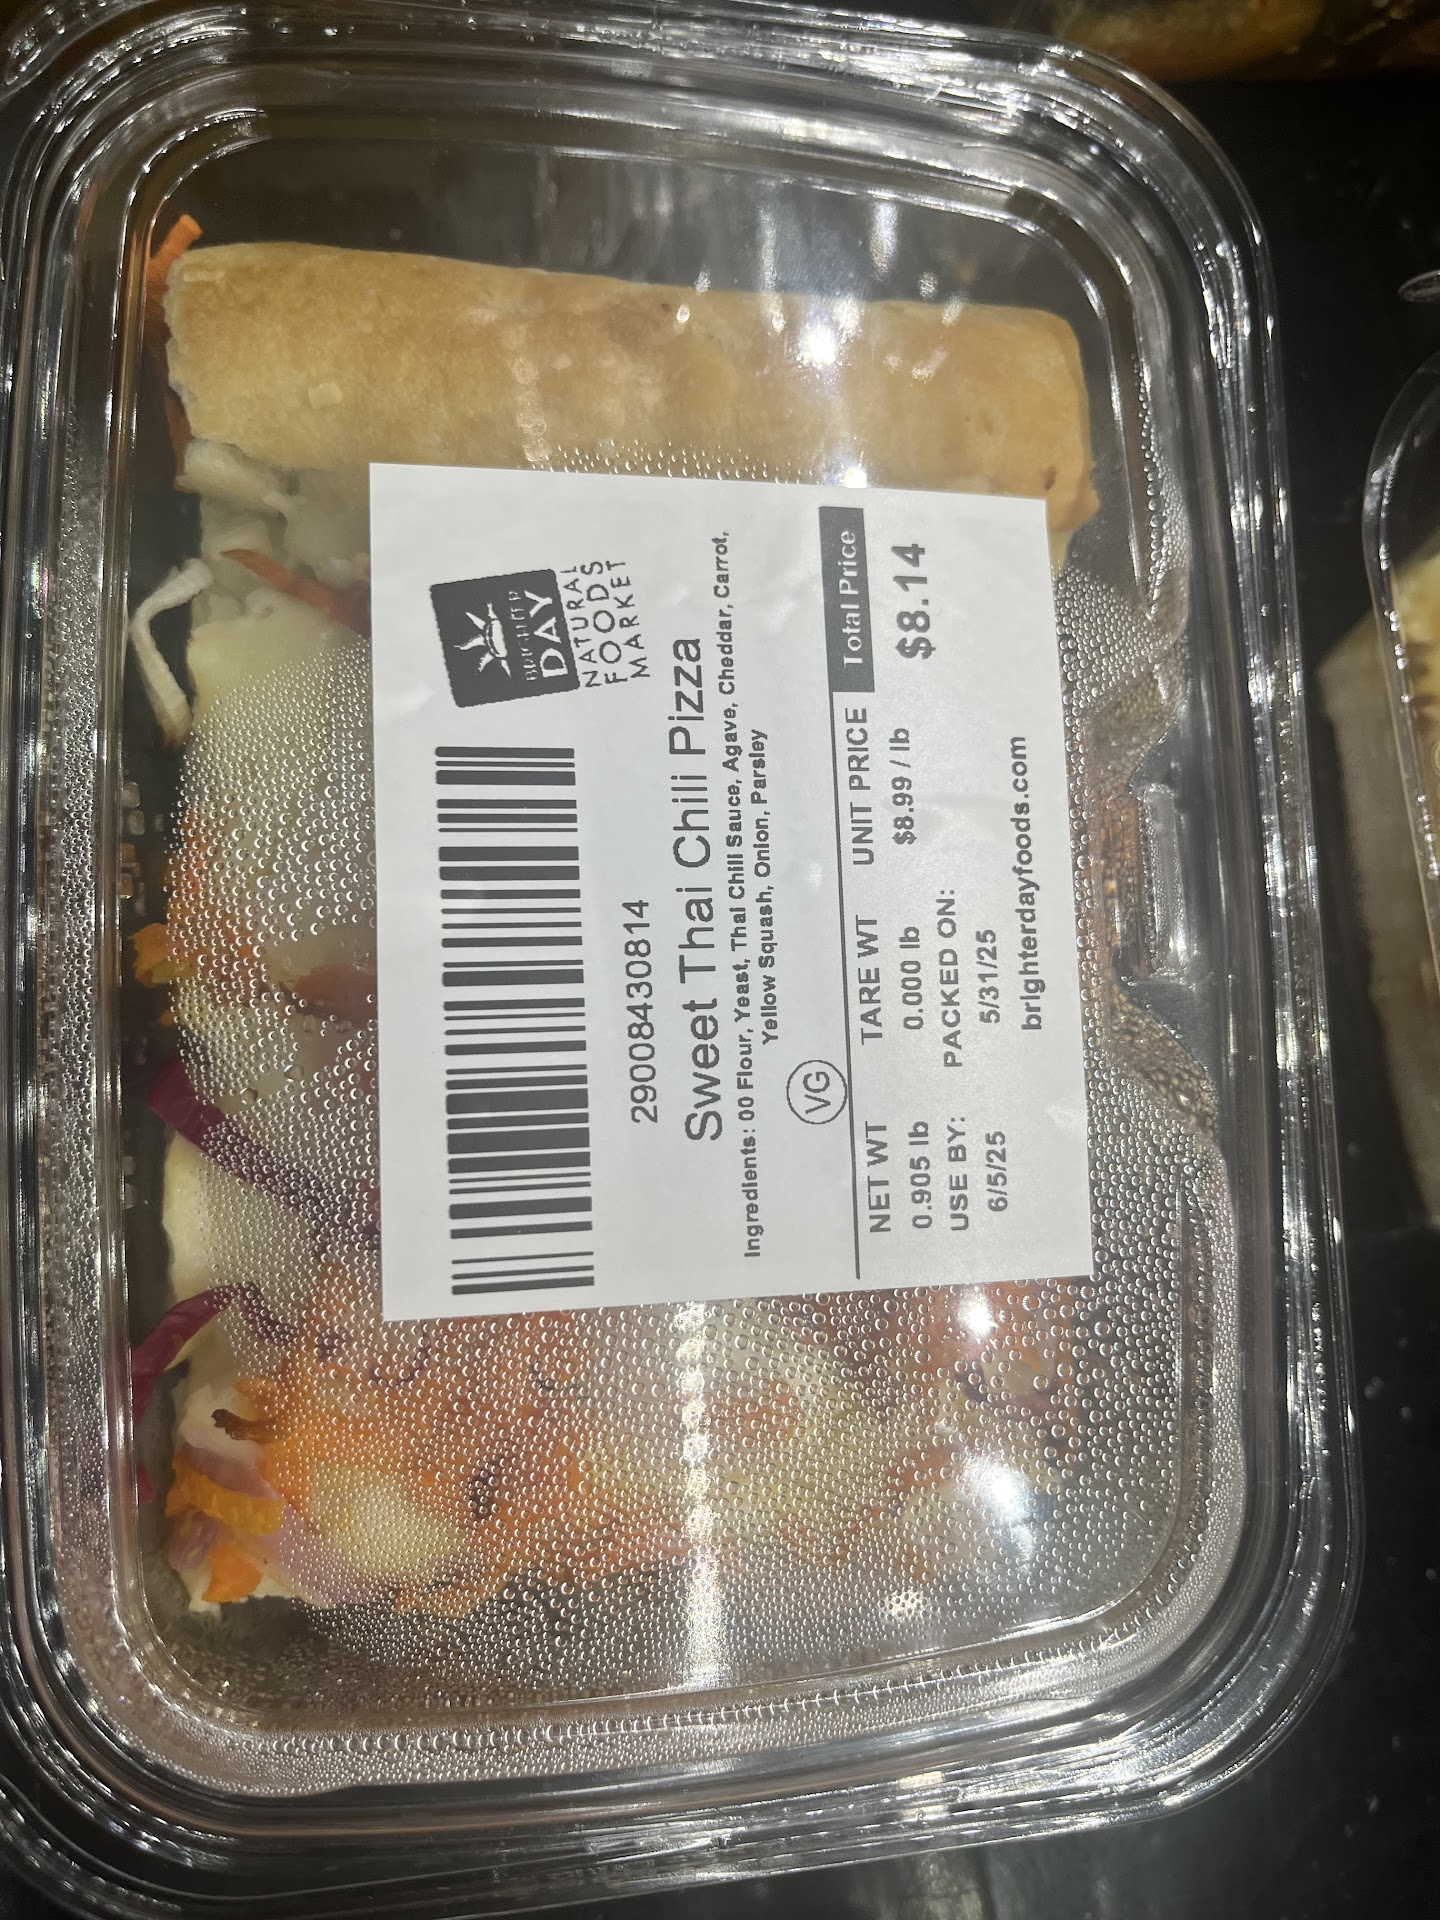 BRIGHTER
DAY
NATURAL
FOODS
MARKET
29008430814
Sweet Thai Chili Pizza
Ingredients: 00 Flour, Yeast, Thai Chili Sauce, Agave, Cheddar, Carrot,
Yellow Squash, Onion, Parsley
VG
NET WT TARE WT UNIT PRICE Total Price
0.905 lb 0.000 lb $8.99 / lb $8.14
USE BY: PACKED ON:
6/5/25 5/31/25
brighterdayfoods.com